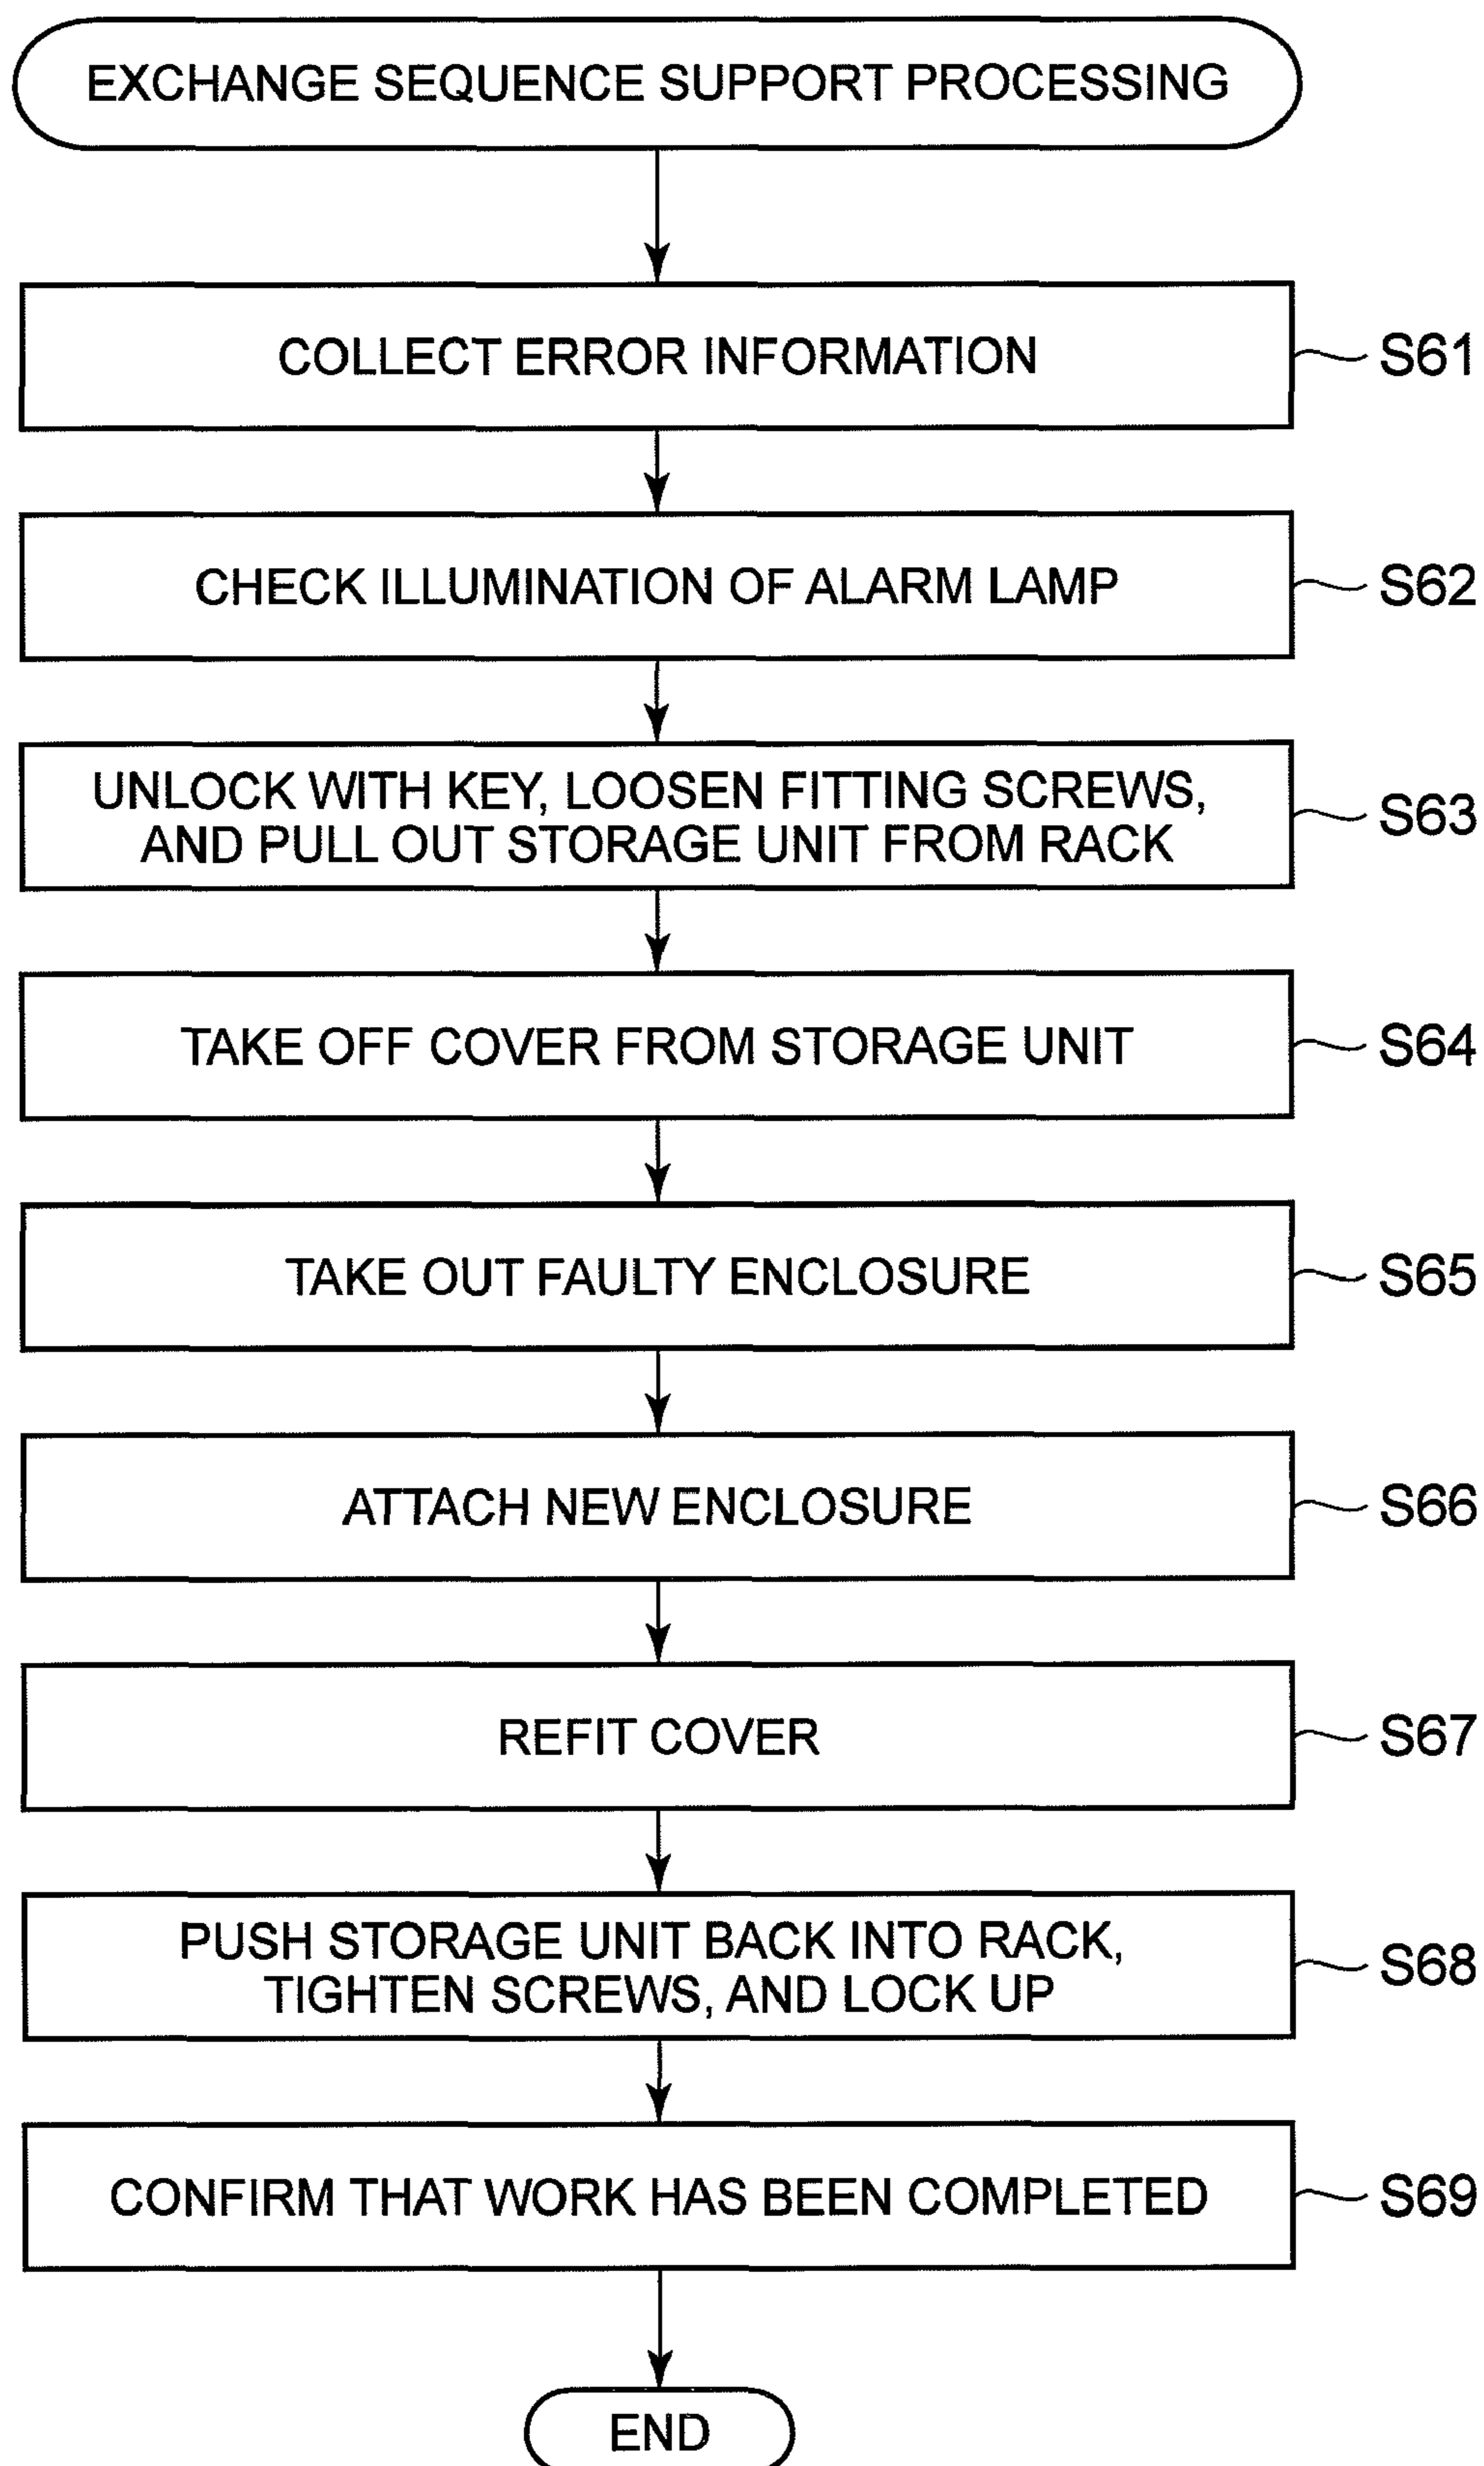 EXCHANGE SEQUENCE SUPPORT PROCESSING
COLLECT ERROR INFORMATION
S61
CHECK ILLUMINATION OF ALARM LAMP
S62
UNLOCK WITH KEY, LOOSEN FITTING SCREWS,
AND PULL OUT STORAGE UNIT FROM RACK
S63
TAKE OFF COVER FROM STORAGE UNIT
S64
TAKE OUT FAULTY ENCLOSURE
S65
ATTACH NEW ENCLOSURE
S66
REFIT COVER
S67
PUSH STORAGE UNIT BACK INTO RACK,
TIGHTEN SCREWS, AND LOCK UP
S68
CONFIRM THAT WORK HAS BEEN COMPLETED
S69
END